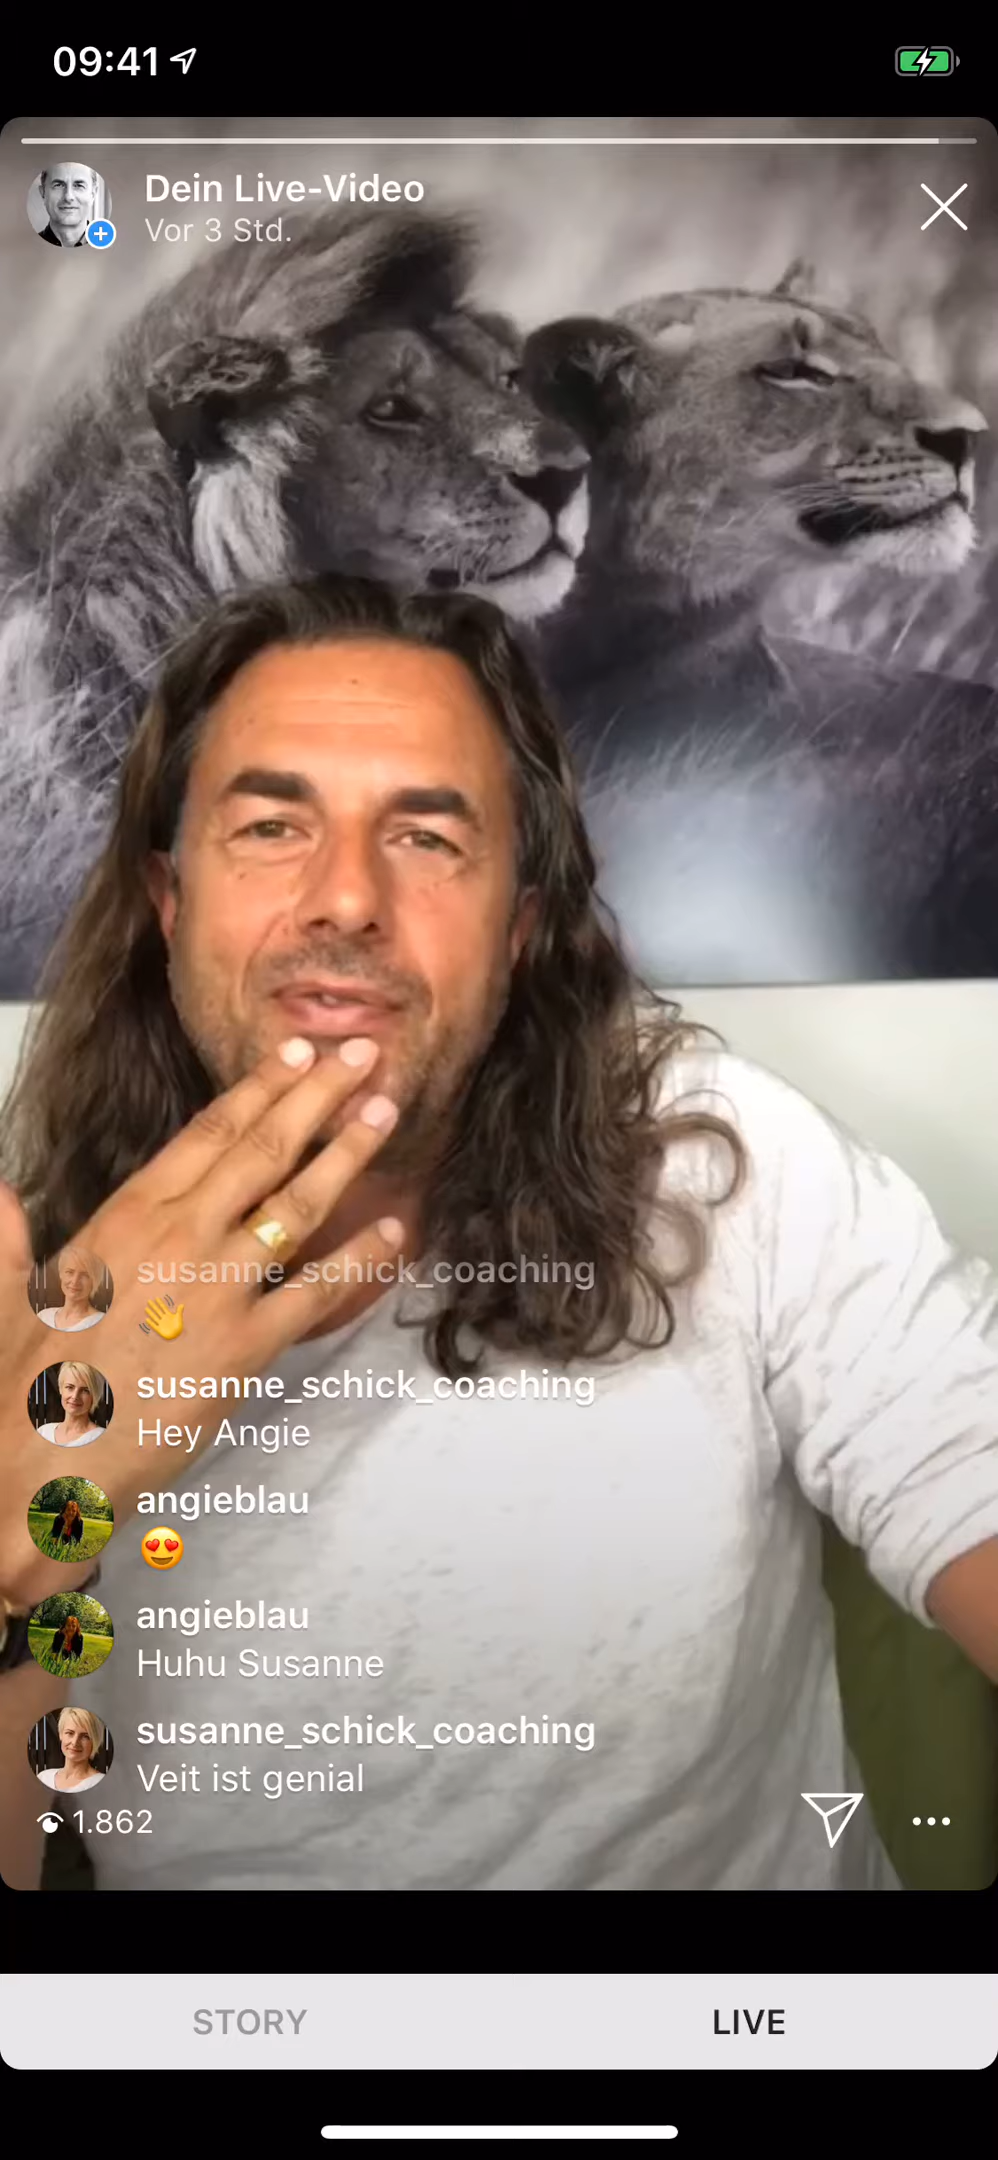 09:41
Dein Live-Video
Vor 3 Std.
susanne_schick_coaching
👋
susanne_schick_coaching
Hey Angie
angieblau
😍
angieblau
Huhu Susanne
susanne_schick_coaching
Veit ist genial
1.862
STORY
LIVE